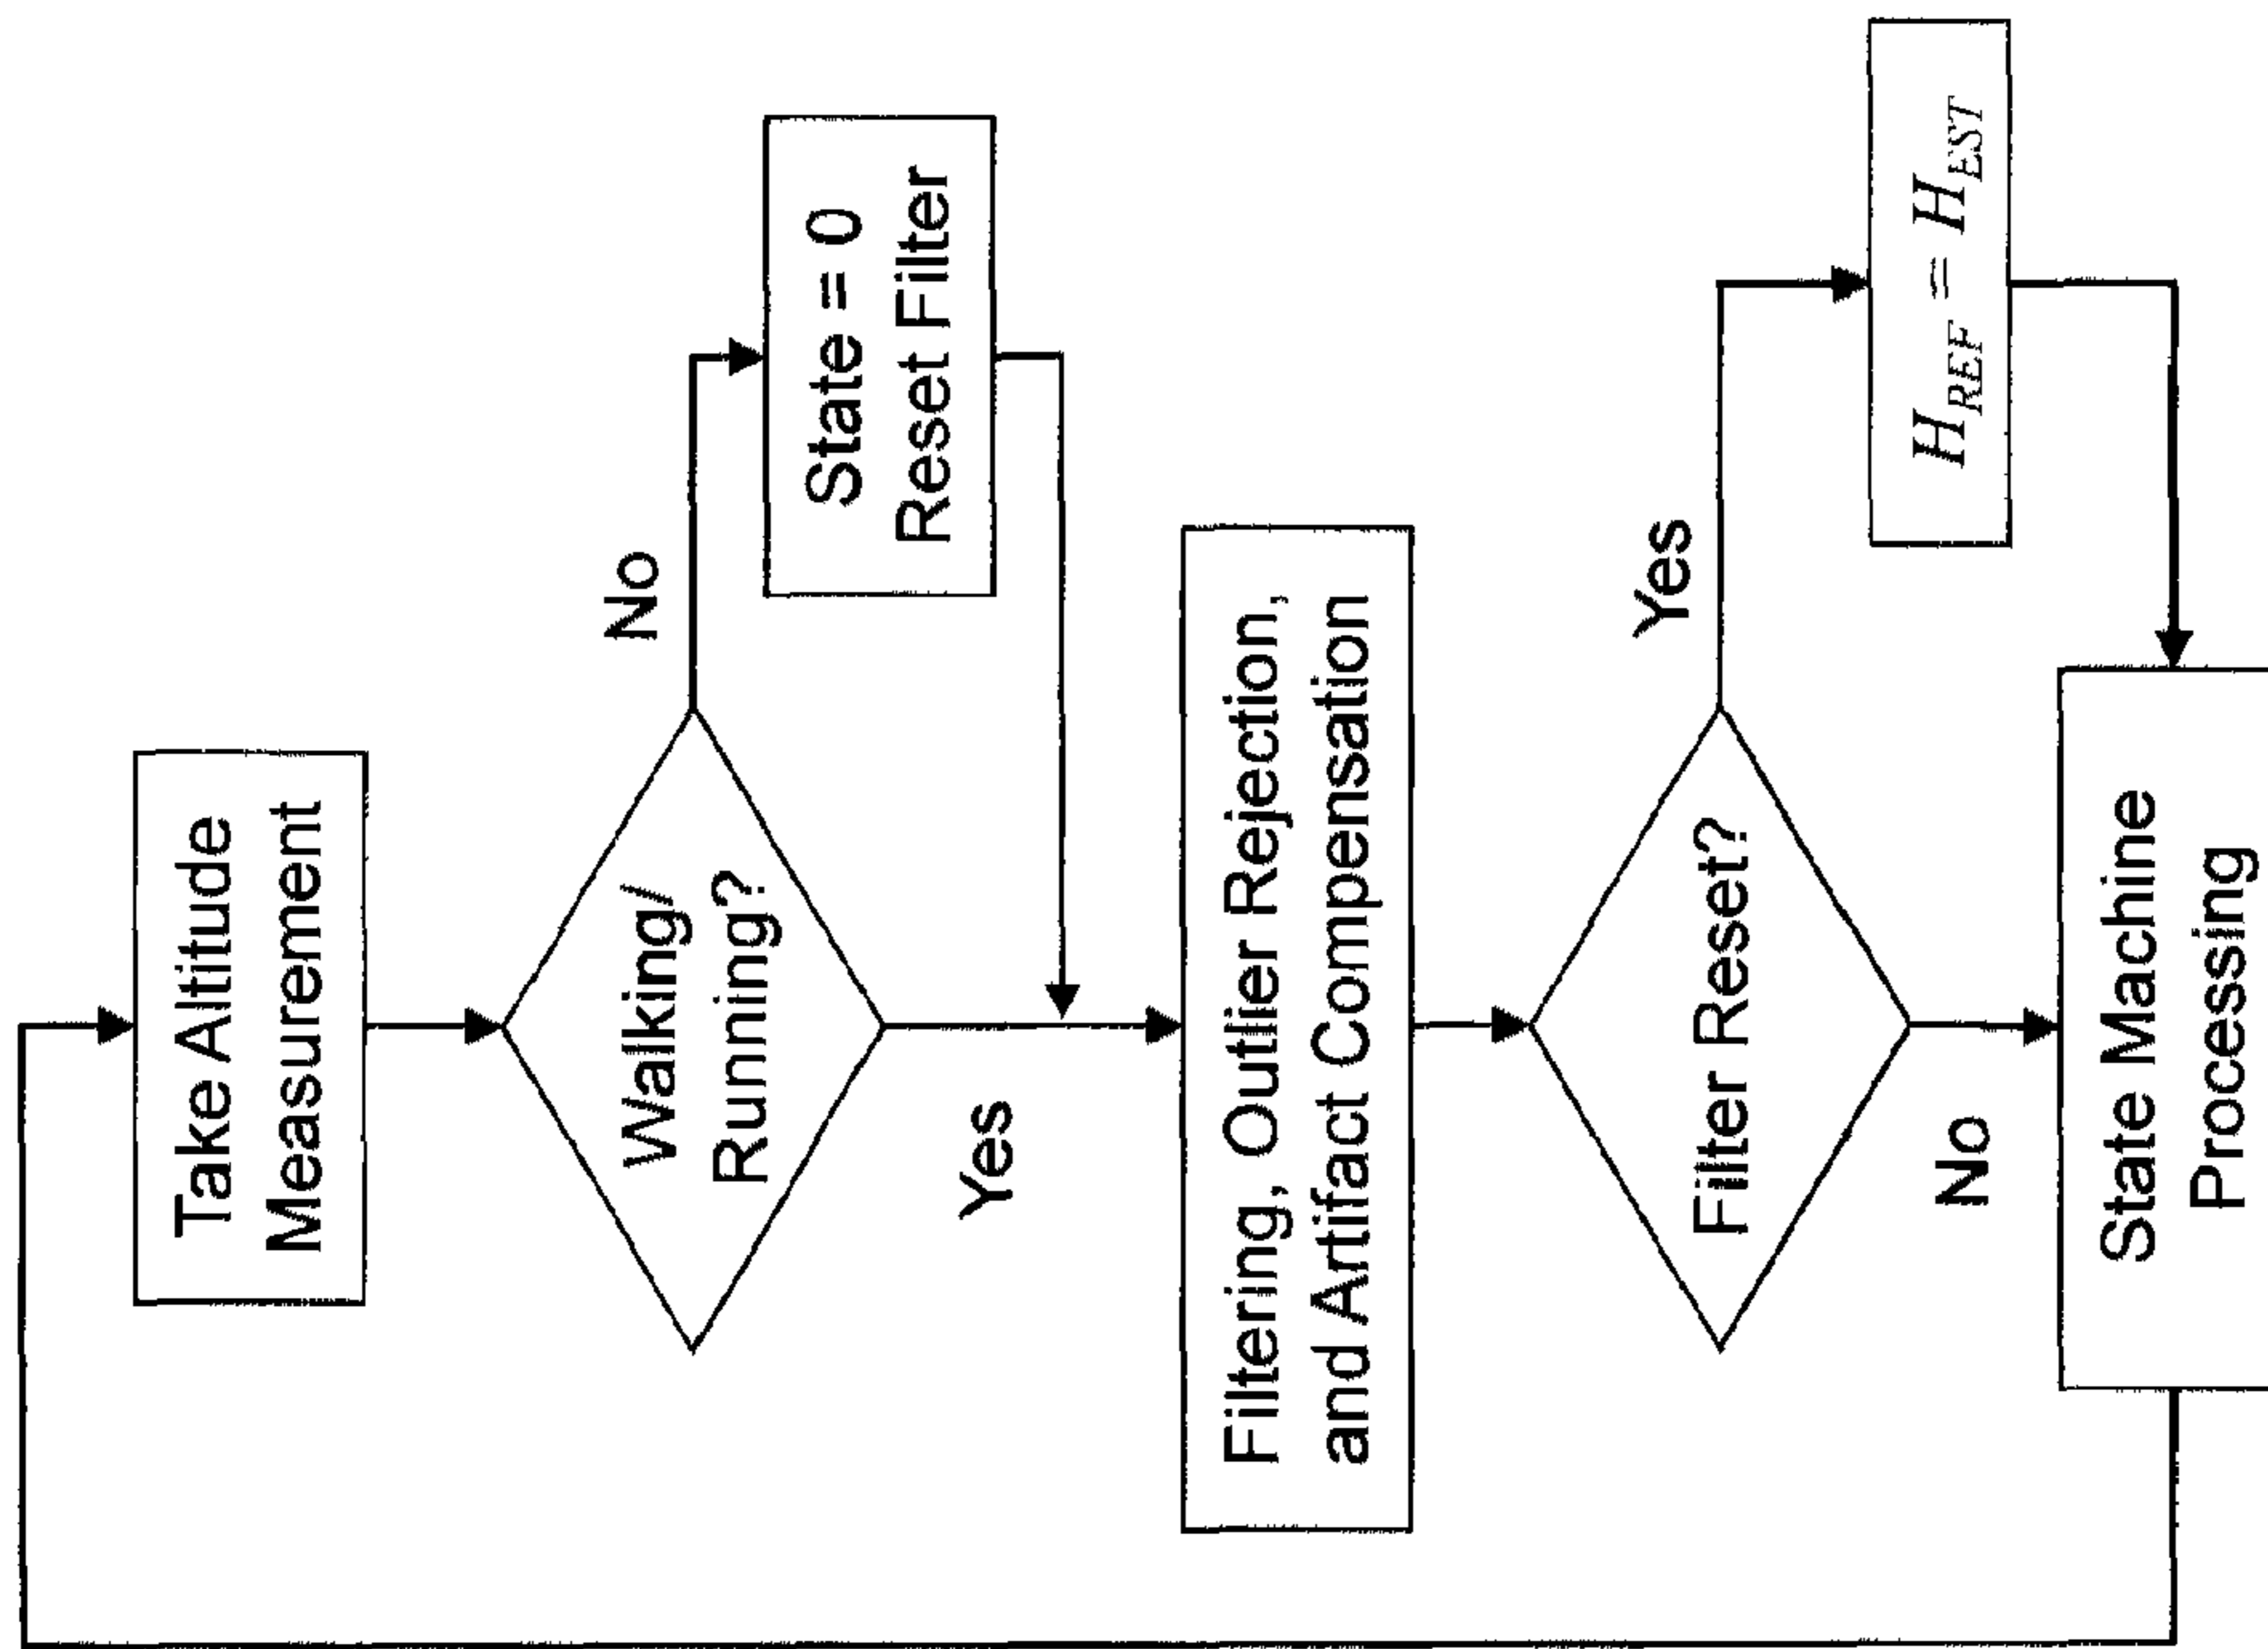 Take Altitude
Measurement
Walking/
Running?
No
State = 0
Reset Filter
Yes
Filtering, Outlier Rejection,
and Artifact Compensation
Filter Reset?
Yes
H_REF = H_EST
No
State Machine
Processing